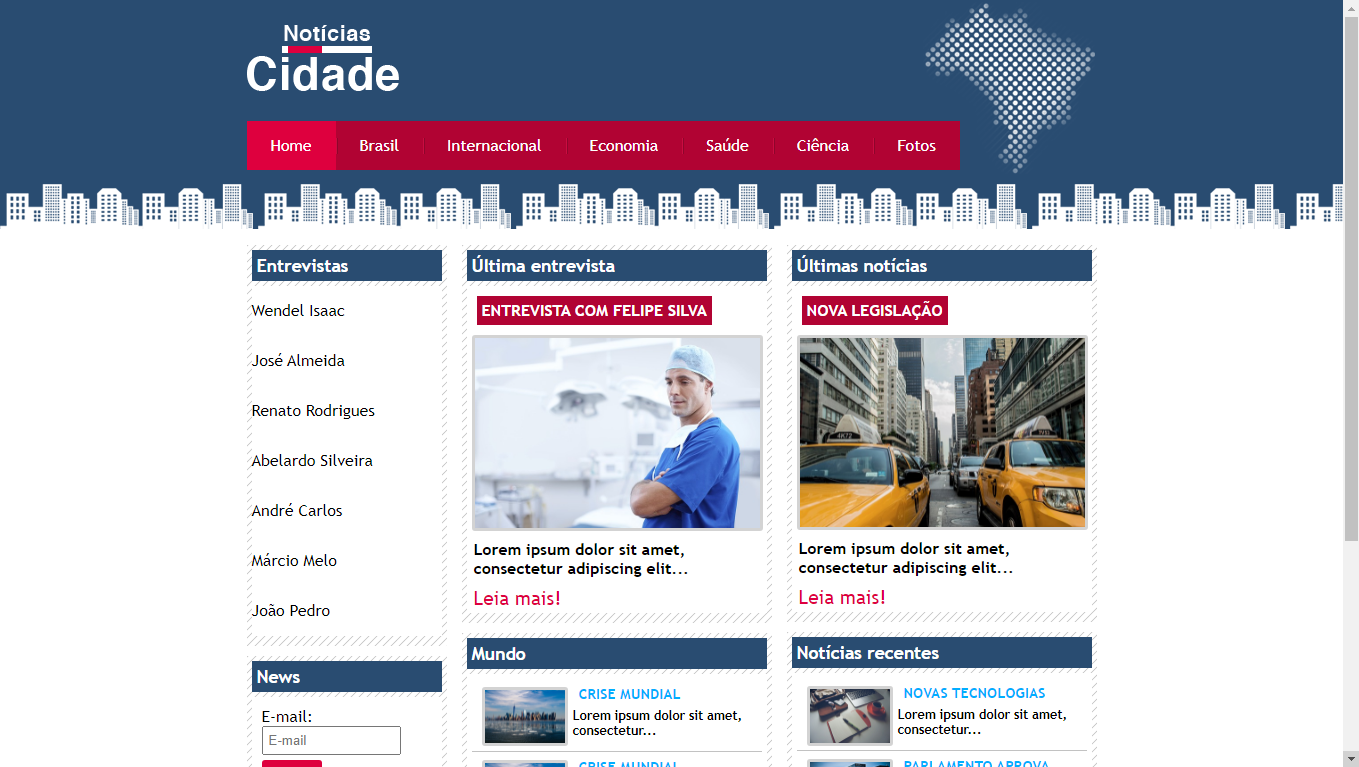 Notícias
Cidade
Home Brasil Internacional Economia Saúde Ciência Fotos
Entrevistas
Wendel Isaac
José Almeida
Renato Rodrigues
Abelardo Silveira
André Carlos
Márcio Melo
João Pedro
News
E-mail:
E-mail
Última entrevista
ENTREVISTA COM FELIPE SILVA
Lorem ipsum dolor sit amet,
consectetur adipiscing elit...
Leia mais!
Mundo
CRISE MUNDIAL
Lorem ipsum dolor sit amet,
consectetur...
CRISE MUNDIAL
Últimas notícias
NOVA LEGISLAÇÃO
Lorem ipsum dolor sit amet,
consectetur adipiscing elit...
Leia mais!
Notícias recentes
NOVAS TECNOLOGIAS
Lorem ipsum dolor sit amet,
consectetur...
PARLAMENTO APROVA